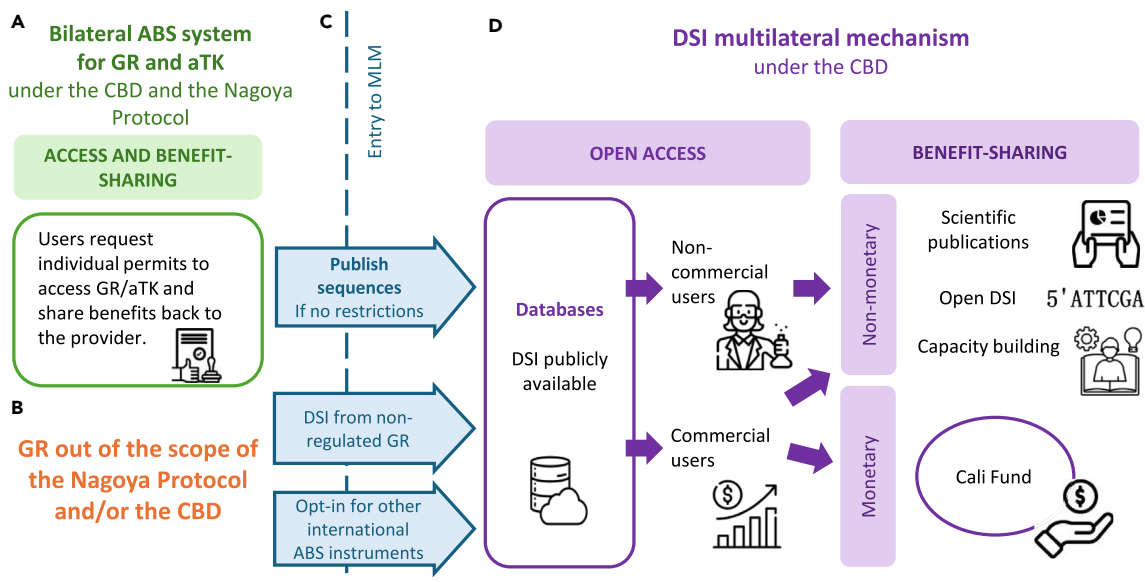 A
Bilateral ABS system
for GR and aTK
under the CBD and the Nagoya
Protocol
ACCESS AND BENEFIT-
SHARING
Users request
individual permits to
access GR/aTK and
share benefits back to
the provider.
B
GR out of the scope of
the Nagoya Protocol
and/or the CBD
C
Entry to MLM
Publish
sequences
If no restrictions
DSI from non-
regulated GR
Opt-in for other
international
ABS instruments
D
DSI multilateral mechanism
under the CBD
OPEN ACCESS
Databases
DSI publicly
available
Non-
commercial
users
Commercial
users
$
BENEFIT-SHARING
Non-monetary
Scientific
publications
Open DSI
5'ATTCGA
Capacity building
Monetary
Cali Fund
$